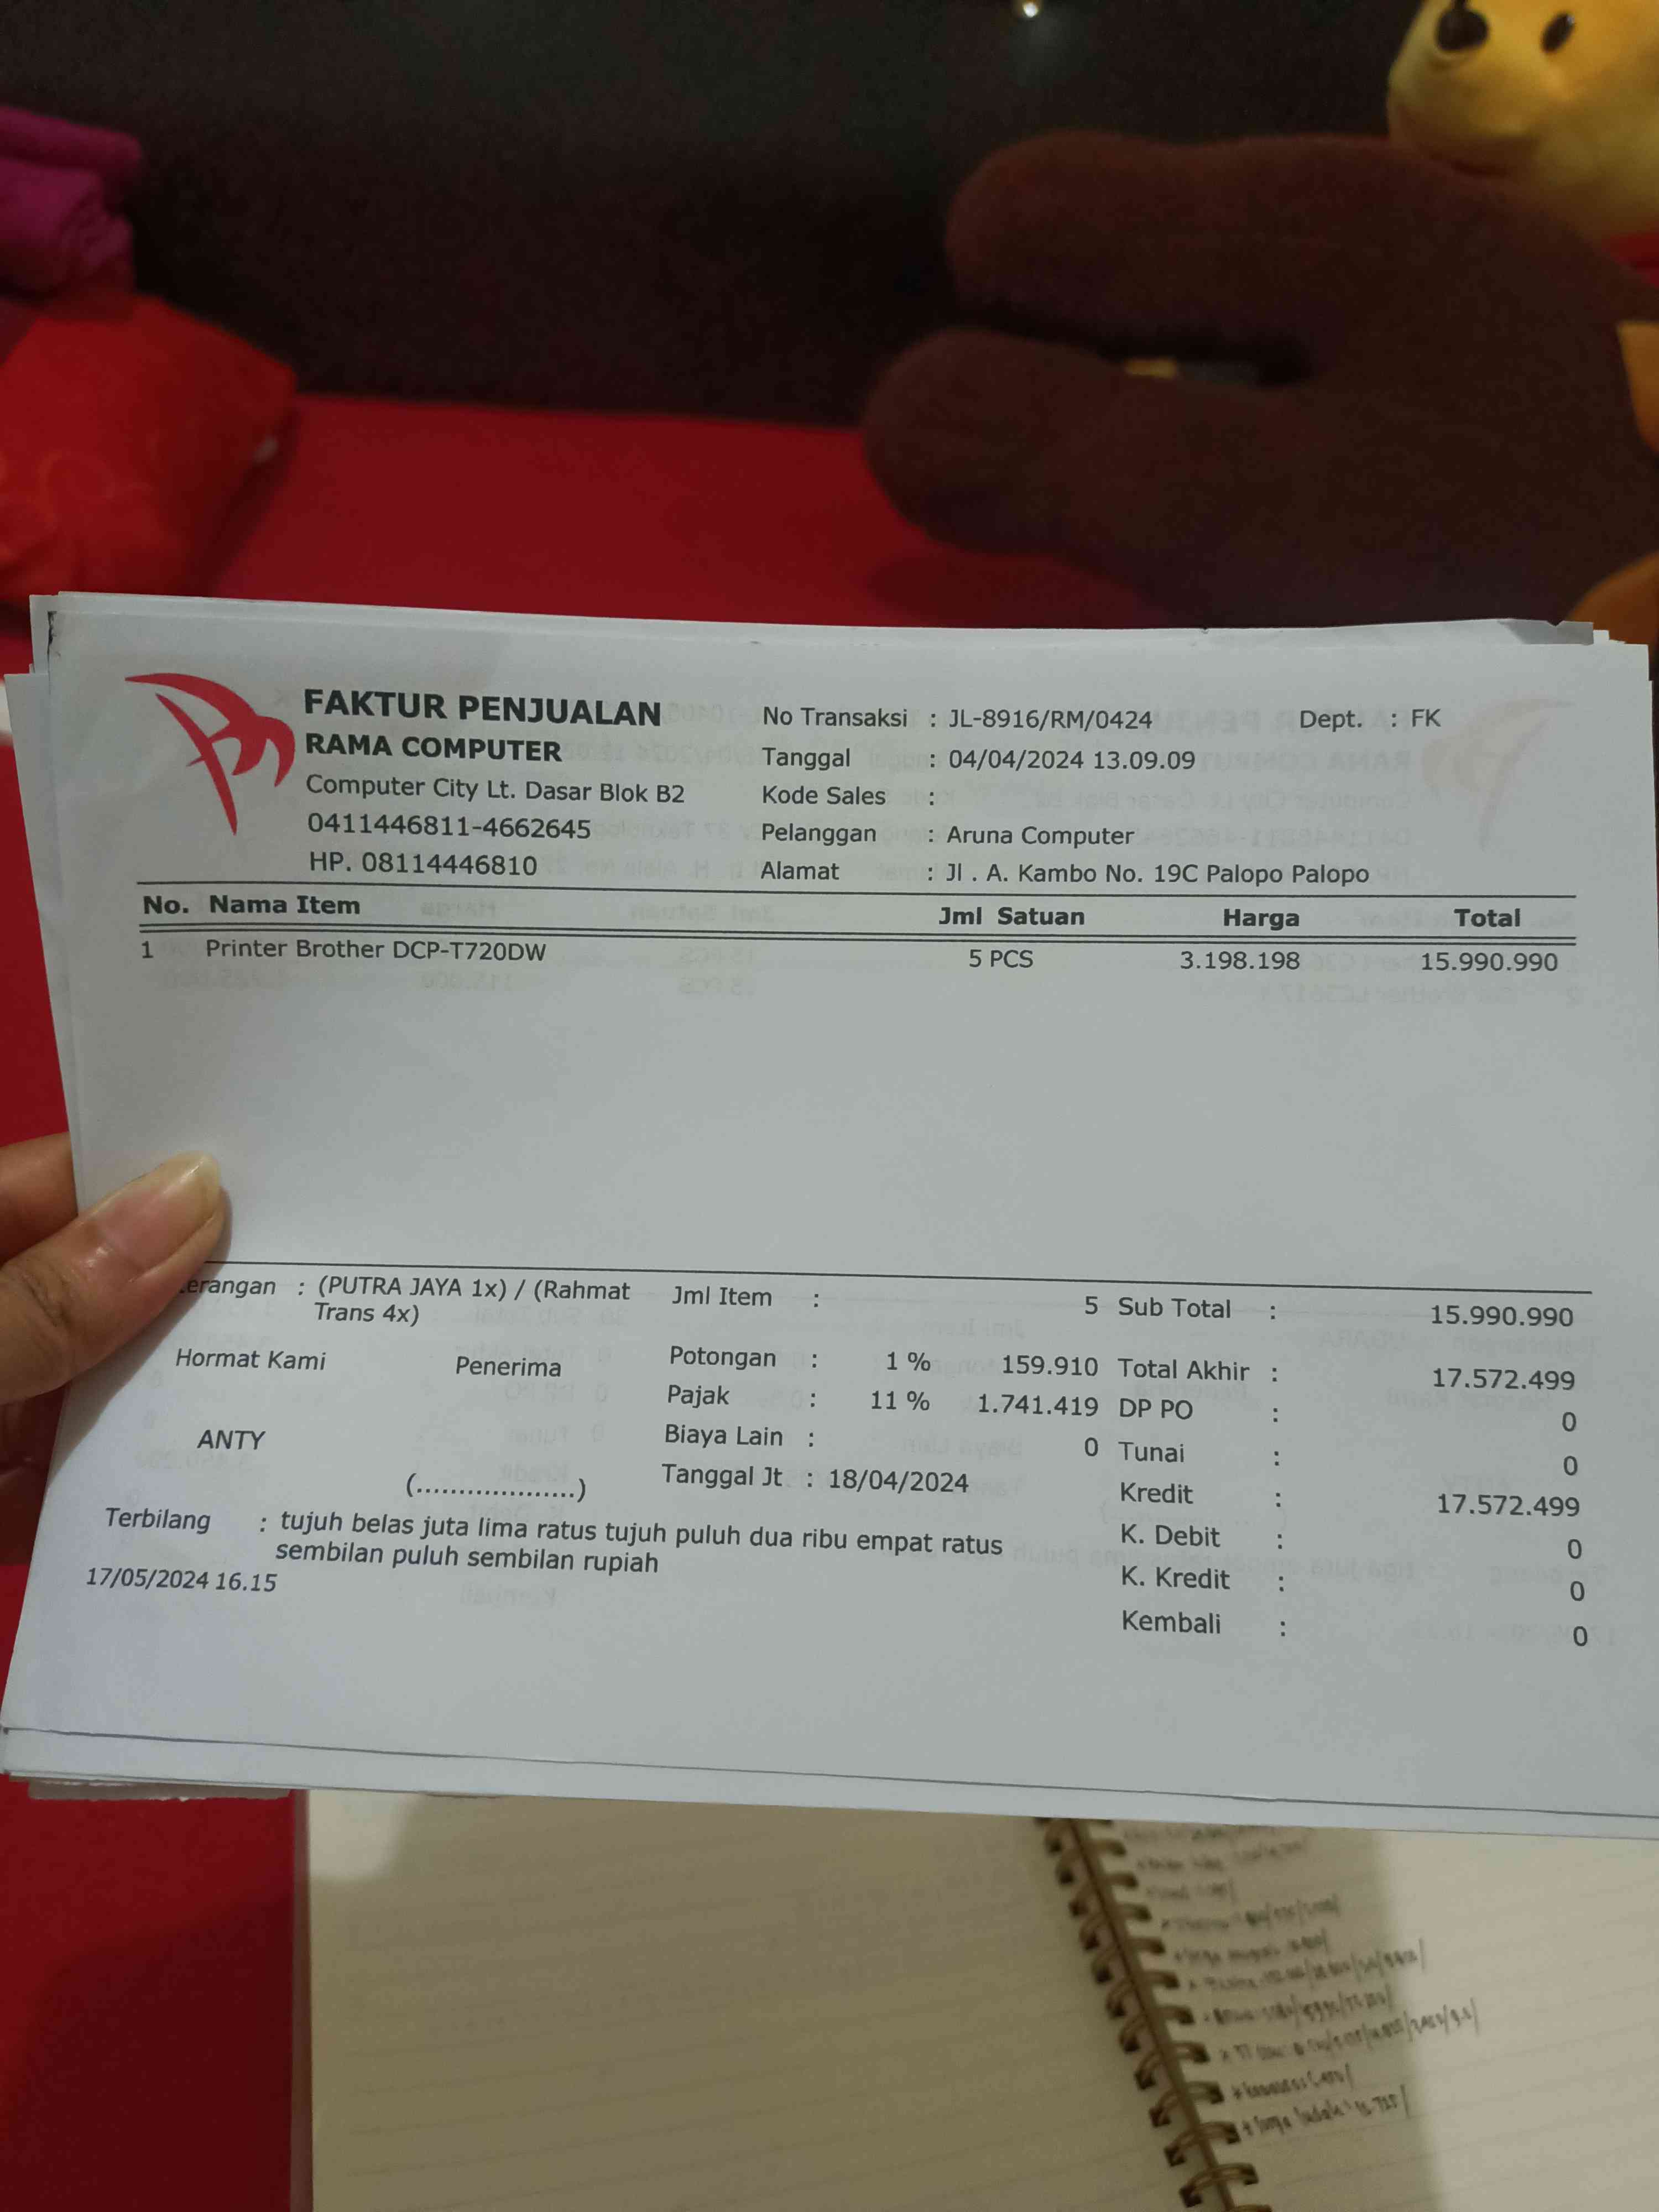 FAKTUR PENJUALAN
RAMA COMPUTER
Computer City Lt. Dasar Blok B2
0411446811-4662645
HP. 08114446810
No Transaksi : JL-8916/RM/0424 Dept. : FK
Tanggal : 04/04/2024 13.09.09
Kode Sales :
Pelanggan : Aruna Computer
Alamat : Jl . A. Kambo No. 19C Palopo Palopo
No. Nama Item Jml Satuan Harga Total
1 Printer Brother DCP-T720DW 5 PCS 3.198.198 15.990.990
erangan : (PUTRA JAYA 1x) / (Rahmat
Trans 4x)
Hormat Kami Penerima
ANTY
(...................)
Jml Item : 5
Potongan : 1 % 159.910
Pajak : 11 % 1.741.419
Biaya Lain : 0
Tanggal Jt : 18/04/2024
Sub Total : 15.990.990
Total Akhir : 17.572.499
DP PO : 0
Tunai : 0
Kredit : 17.572.499
K. Debit : 0
K. Kredit : 0
Kembali : 0
Terbilang : tujuh belas juta lima ratus tujuh puluh dua ribu empat ratus
sembilan puluh sembilan rupiah
17/05/2024 16.15